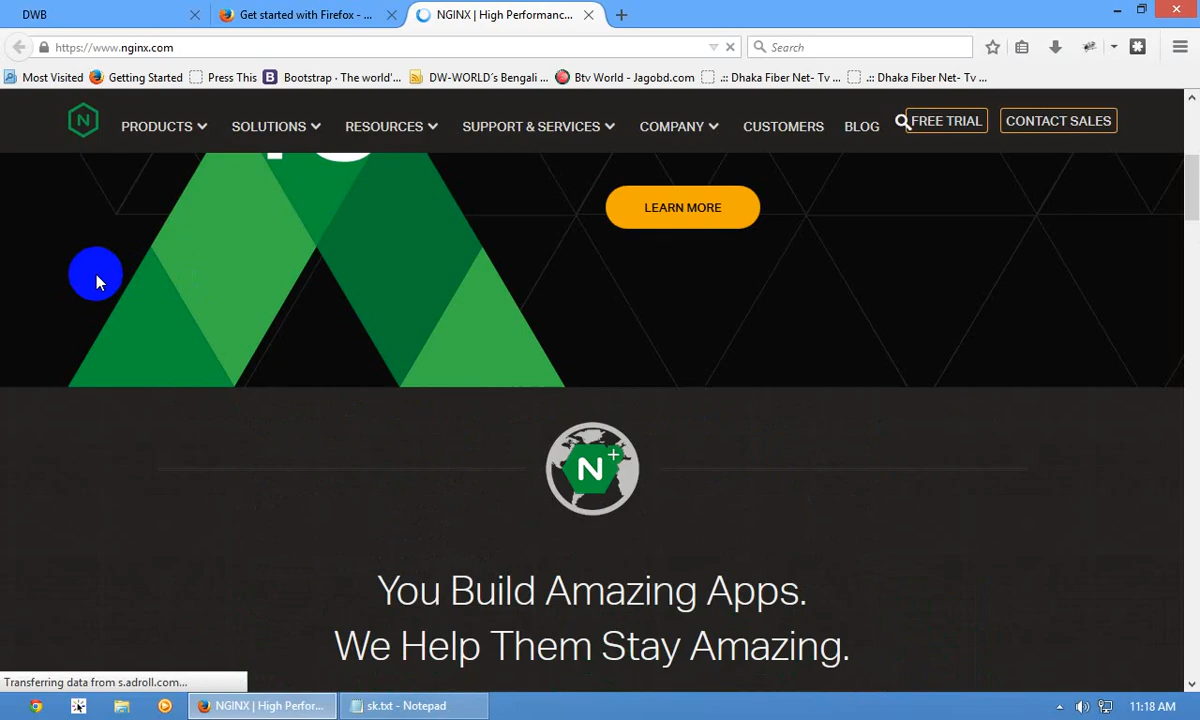 DWB
Get started with Firefox - ...
NGINX | High Performanc...
https://www.nginx.com
Search
Most Visited
Getting Started
Press This
B
Bootstrap · The world'...
DW-WORLD´s Bengali ...
Btv World - Jagobd.com
.:: Dhaka Fiber Net- Tv ...
.:: Dhaka Fiber Net- Tv ...
N
PRODUCTS
SOLUTIONS
RESOURCES
SUPPORT & SERVICES
COMPANY
CUSTOMERS
BLOG
FREE TRIAL
CONTACT SALES
LEARN MORE
N+
You Build Amazing Apps.
We Help Them Stay Amazing.
Transferring data from s.adroll.com...
NGINX | High Perfor...
sk.txt - Notepad
11:18 AM